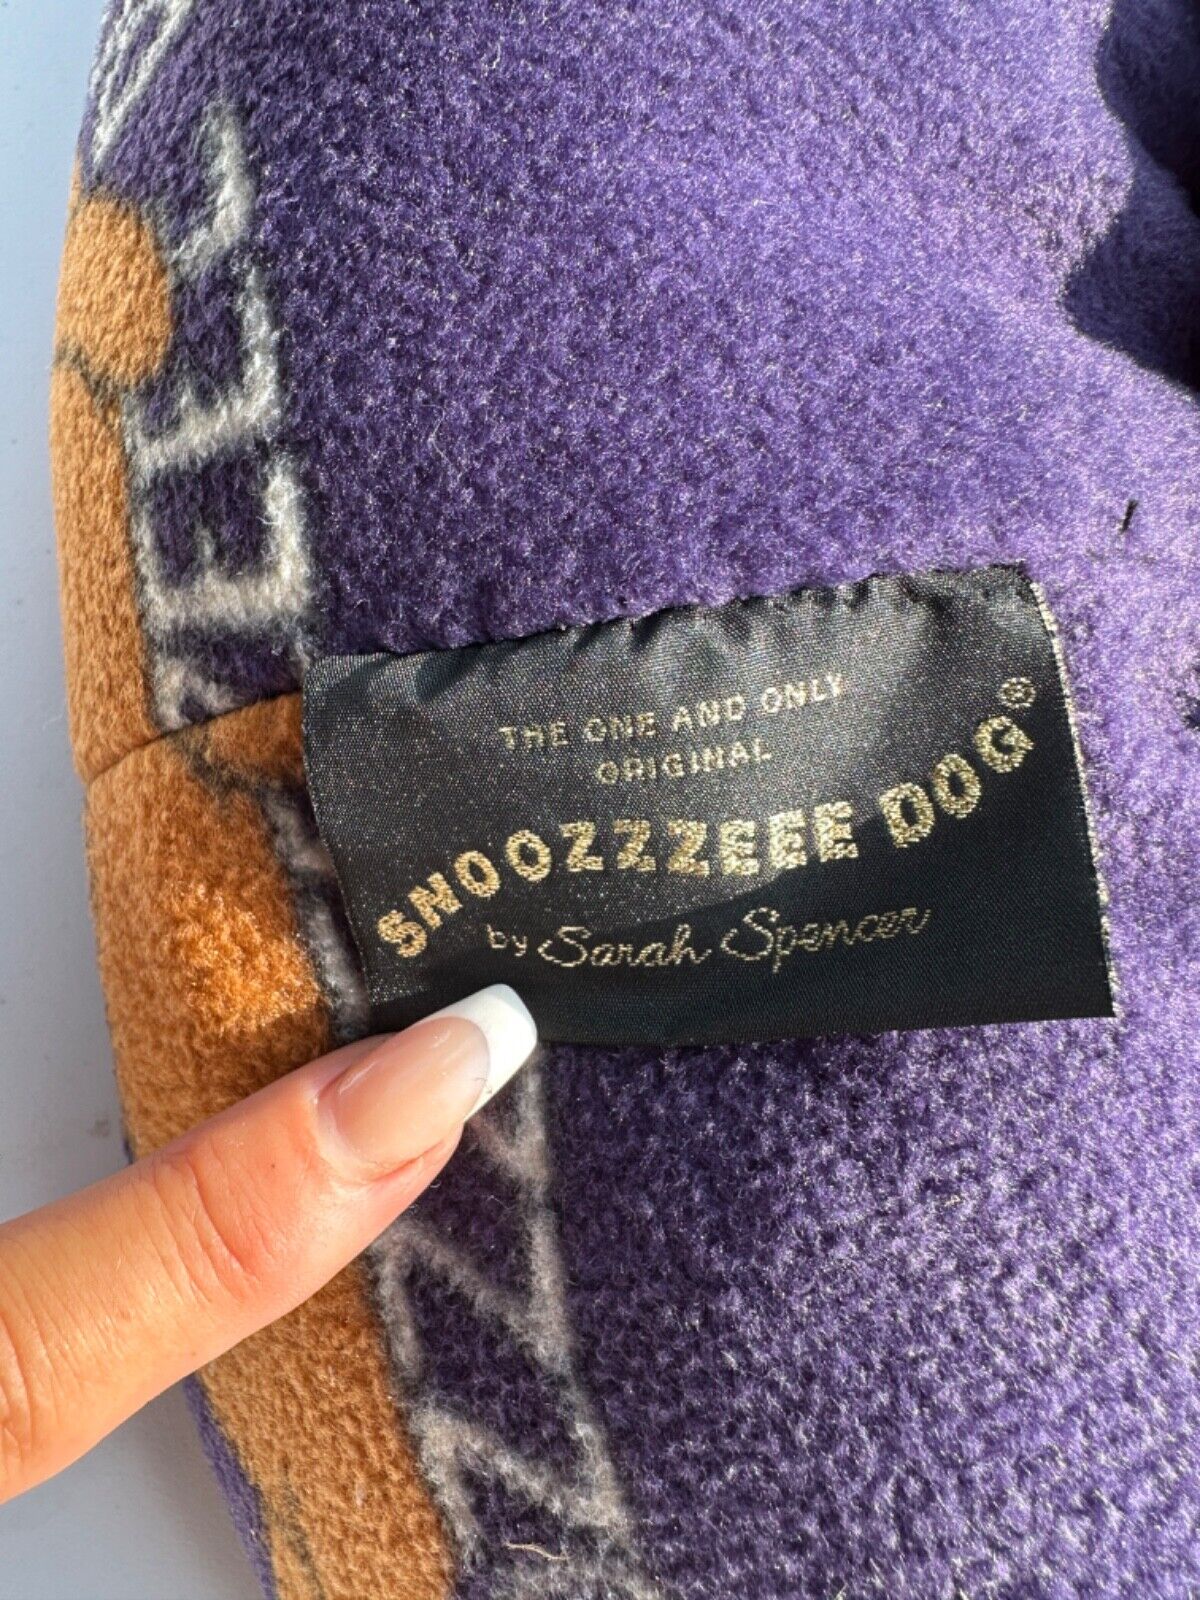 THE ONE AND ONLY
ORIGINAL
SNOOZZZEEE DOG®
by Sarah Spencer